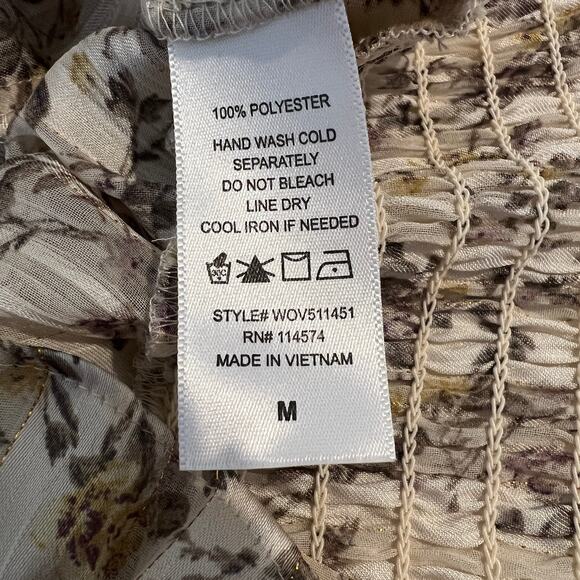 100% POLYESTER
HAND WASH COLD
SEPARATELY
DO NOT BLEACH
LINE DRY
COOL IRON IF NEEDED
30C
STYLE# WOV511451
RN# 114574
MADE IN VIETNAM
M